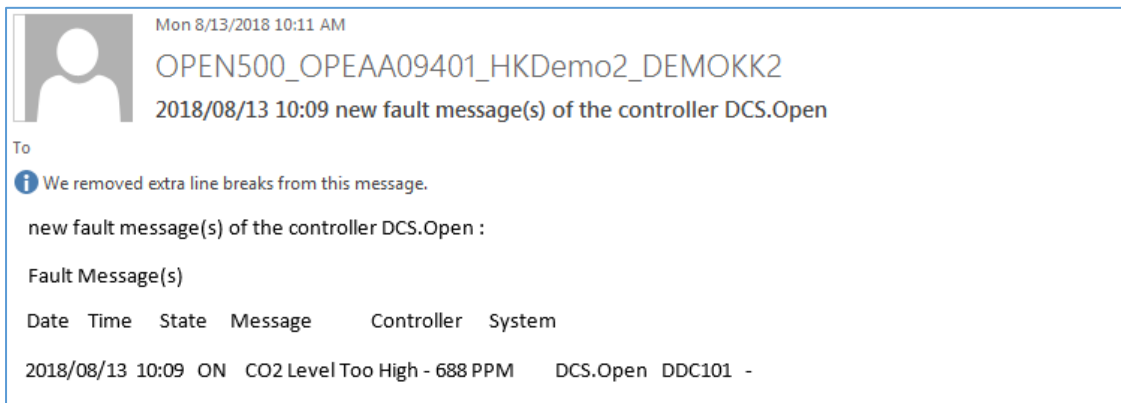 Mon 8/13/2018 10:11 AM
OPEN500_OPEAA09401_HKDemo2_DEMOKK2
2018/08/13 10:09 new fault message(s) of the controller DCS.Open
To
We removed extra line breaks from this message.
new fault message(s) of the controller DCS.Open :
Fault Message(s)
Date Time State Message Controller System
2018/08/13 10:09 ON CO2 Level Too High - 688 PPM DCS.Open DDC101 -